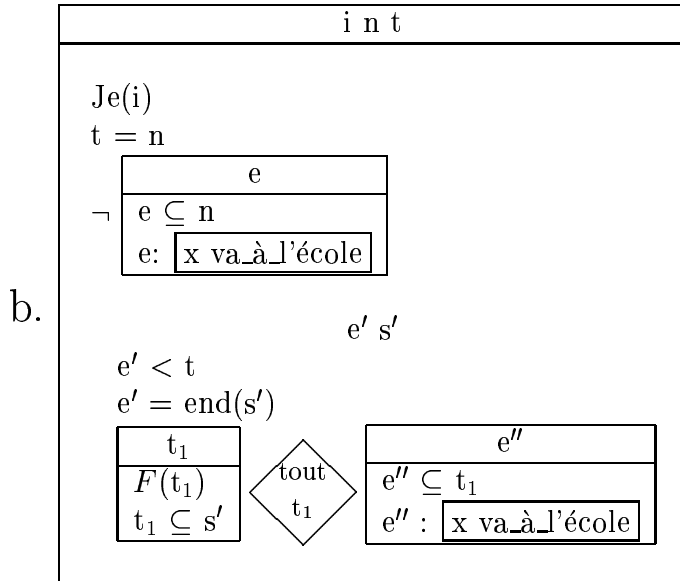 i n t
Je(i)
t = n
e
¬ e ⊆ n
e: x va_à_l'école
b.
e′ s′
e′ < t
e′ = end(s′)
t₁ tout e″
F(t₁) t₁ e″ ⊆ t₁
t₁ ⊆ s′ e″ : x va_à_l'école